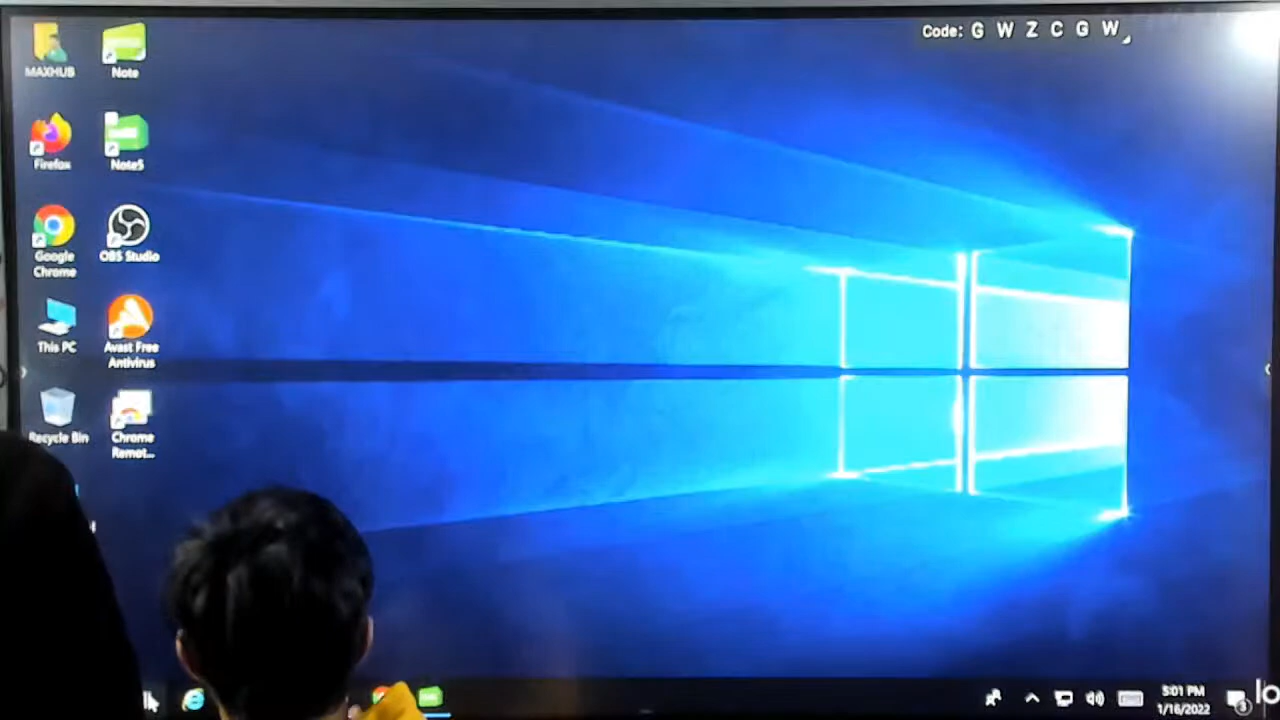 Code: G W Z C G W
MAXHUB
Note
Firefox
Note5
Google
Chrome
OBS Studio
This PC
Avast Free
Antivirus
Recycle Bin
Chrome
Remot...
5:01 PM
1/16/2022
3